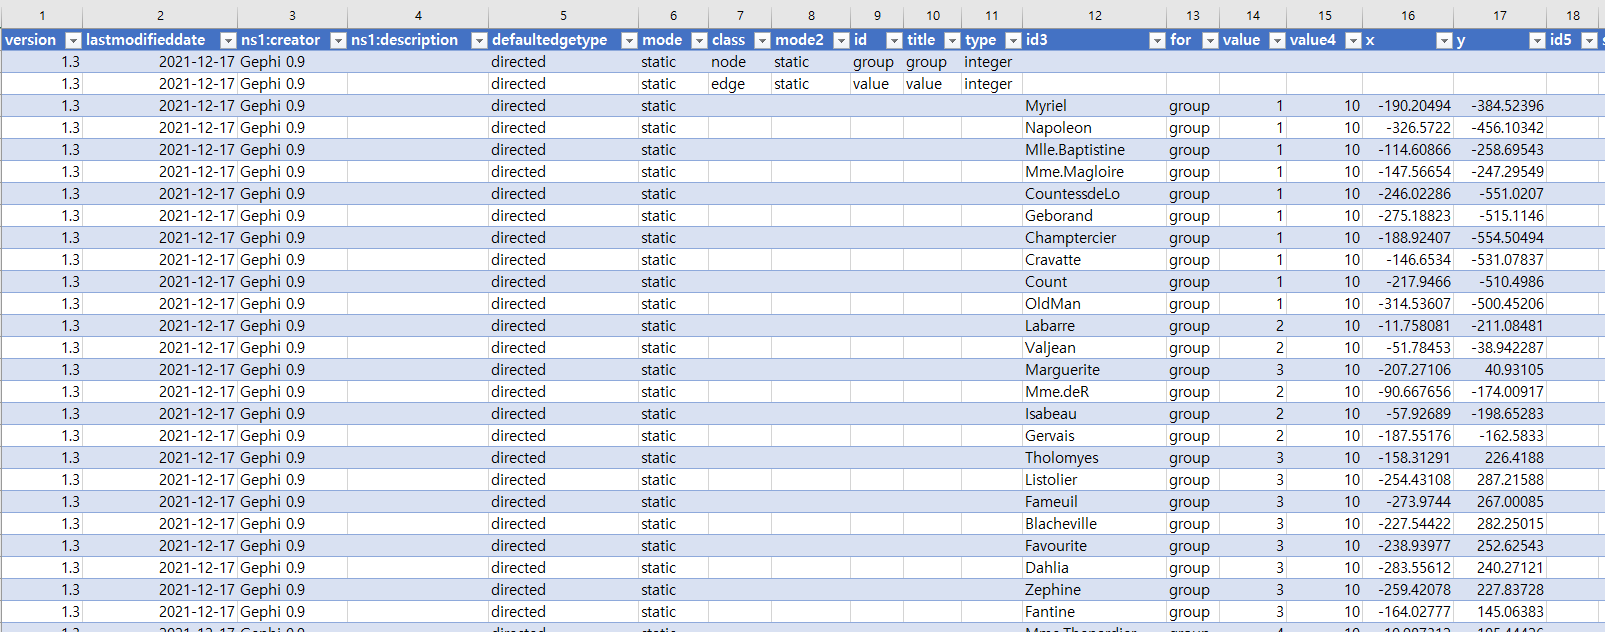 1 2 3 4 5 6 7 8 9 10 11 12 13 14 15 16 17 18
version lastmodifieddate ns1:creator ns1:description defaultedgetype mode class mode2 id title type id3 for value value4 x y id5
1.3 2021-12-17 Gephi 0.9 directed static node static group group integer
1.3 2021-12-17 Gephi 0.9 directed static edge static value value integer
1.3 2021-12-17 Gephi 0.9 directed static Myriel group 1 10 -190.20494 -384.52396
1.3 2021-12-17 Gephi 0.9 directed static Napoleon group 1 10 -326.5722 -456.10342
1.3 2021-12-17 Gephi 0.9 directed static Mlle.Baptistine group 1 10 -114.60866 -258.69543
1.3 2021-12-17 Gephi 0.9 directed static Mme.Magloire group 1 10 -147.56654 -247.29549
1.3 2021-12-17 Gephi 0.9 directed static CountessdeLo group 1 10 -246.02286 -551.0207
1.3 2021-12-17 Gephi 0.9 directed static Geborand group 1 10 -275.18823 -515.1146
1.3 2021-12-17 Gephi 0.9 directed static Champtercier group 1 10 -188.92407 -554.50494
1.3 2021-12-17 Gephi 0.9 directed static Cravatte group 1 10 -146.6534 -531.07837
1.3 2021-12-17 Gephi 0.9 directed static Count group 1 10 -217.9466 -510.4986
1.3 2021-12-17 Gephi 0.9 directed static OldMan group 1 10 -314.53607 -500.45206
1.3 2021-12-17 Gephi 0.9 directed static Labarre group 2 10 -11.758081 -211.08481
1.3 2021-12-17 Gephi 0.9 directed static Valjean group 2 10 -51.78453 -38.942287
1.3 2021-12-17 Gephi 0.9 directed static Marguerite group 3 10 -207.27106 40.93105
1.3 2021-12-17 Gephi 0.9 directed static Mme.deR group 2 10 -90.667656 -174.00917
1.3 2021-12-17 Gephi 0.9 directed static Isabeau group 2 10 -57.92689 -198.65283
1.3 2021-12-17 Gephi 0.9 directed static Gervais group 2 10 -187.55176 -162.5833
1.3 2021-12-17 Gephi 0.9 directed static Tholomyes group 3 10 -158.31291 226.4188
1.3 2021-12-17 Gephi 0.9 directed static Listolier group 3 10 -254.43108 287.21588
1.3 2021-12-17 Gephi 0.9 directed static Fameuil group 3 10 -273.9744 267.00085
1.3 2021-12-17 Gephi 0.9 directed static Blacheville group 3 10 -227.54422 282.25015
1.3 2021-12-17 Gephi 0.9 directed static Favourite group 3 10 -238.93977 252.62543
1.3 2021-12-17 Gephi 0.9 directed static Dahlia group 3 10 -283.55612 240.27121
1.3 2021-12-17 Gephi 0.9 directed static Zephine group 3 10 -259.42078 227.83728
1.3 2021-12-17 Gephi 0.9 directed static Fantine group 3 10 -164.02777 145.06383